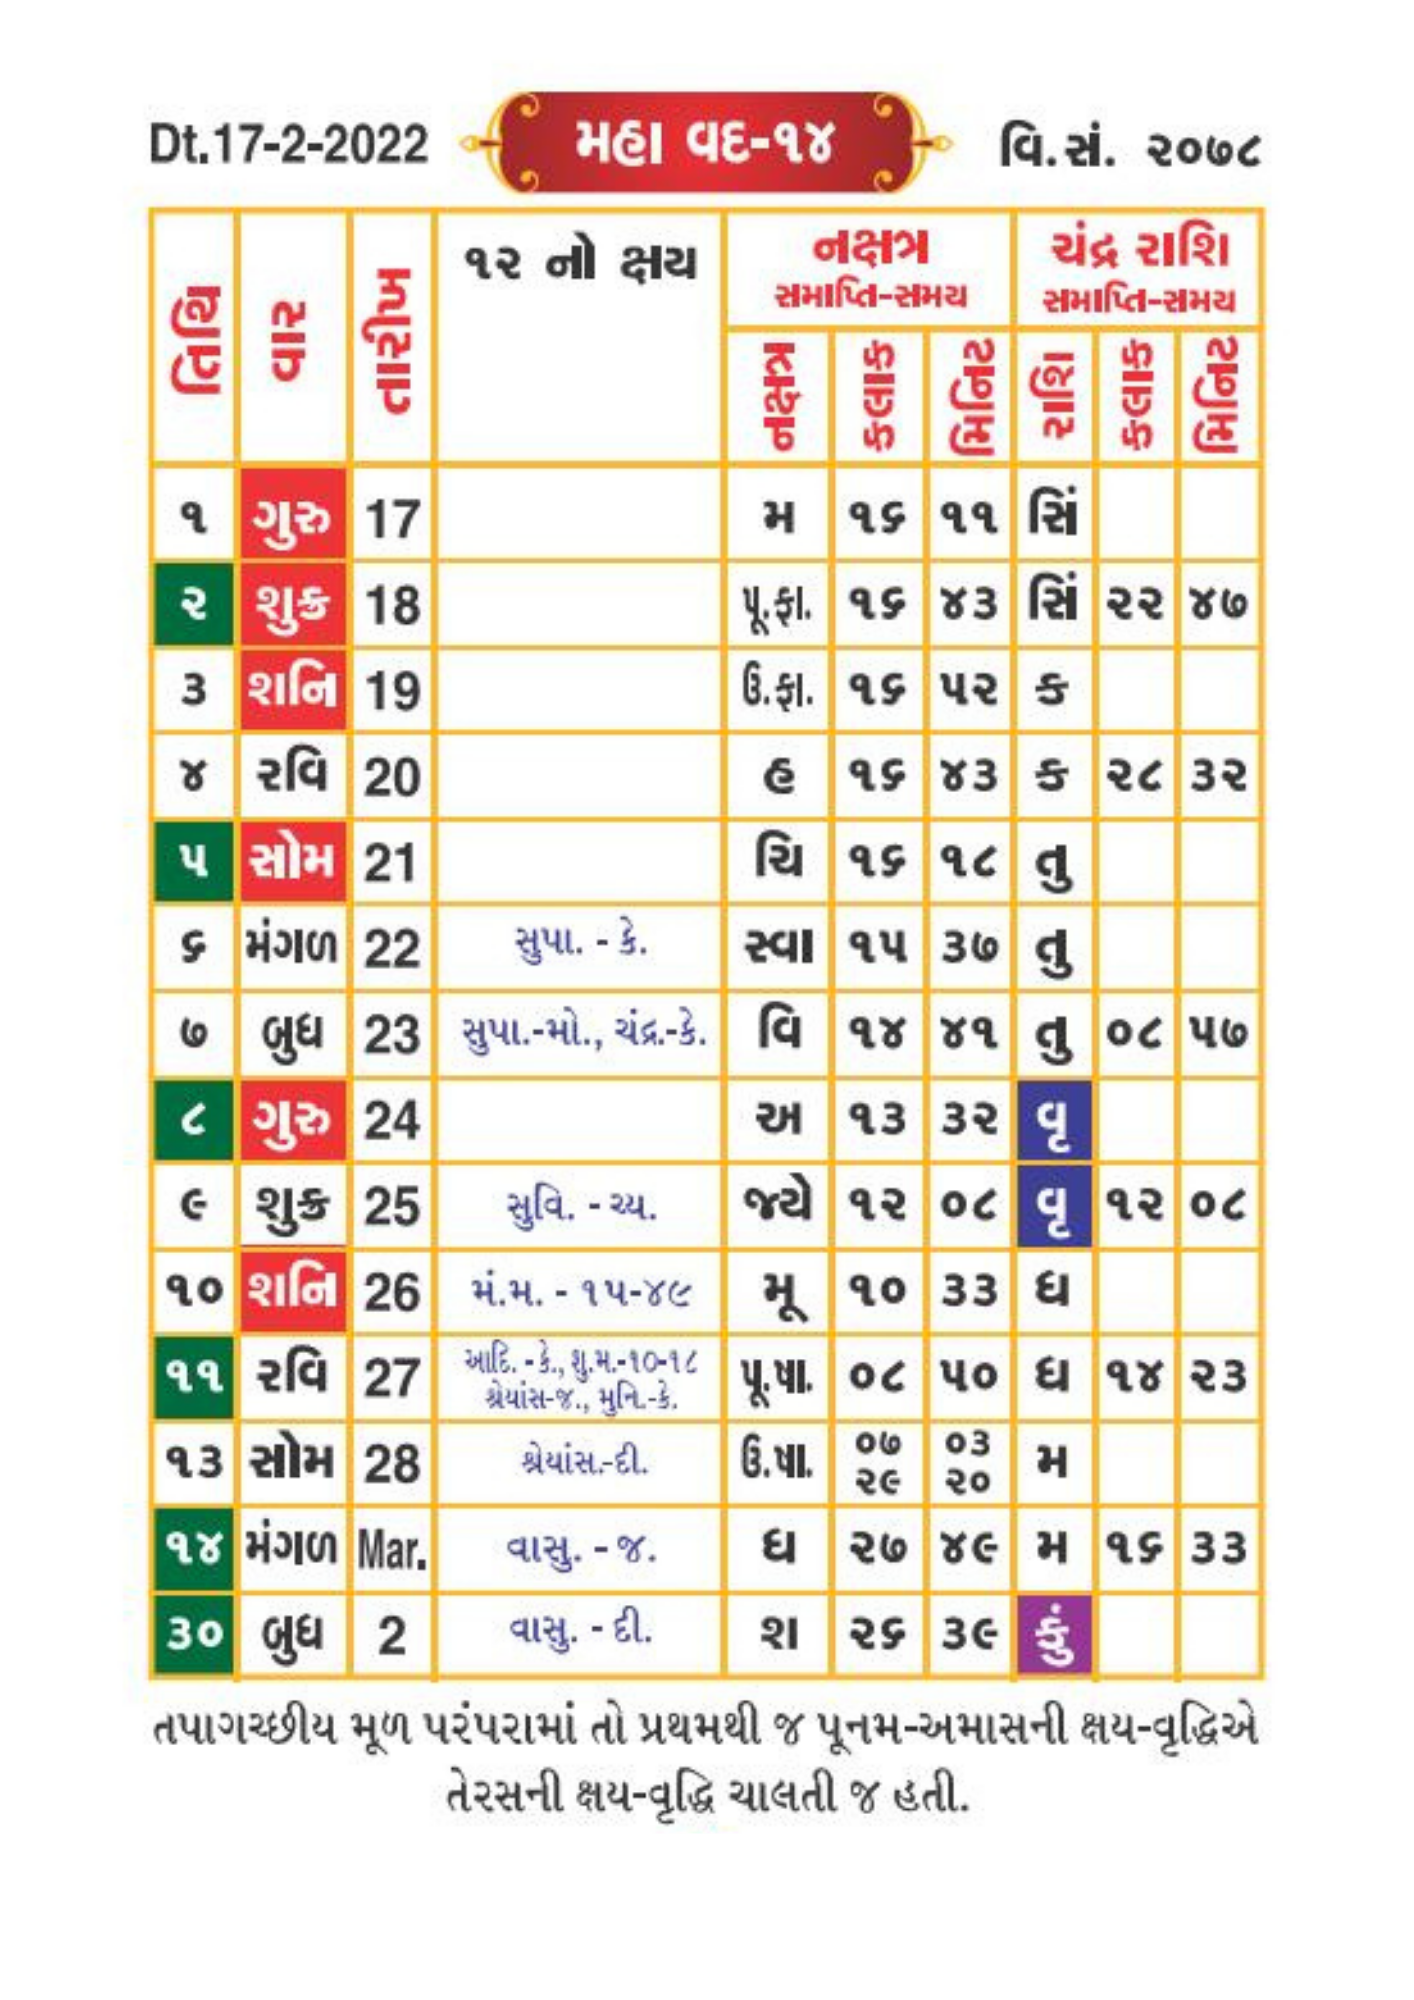 Dt.17-2-2022 મહા વદ-૧૪ વિ.સં. ૨૦૭૮
તિથિ વાર તારીખ ૧૨ નો ક્ષય નક્ષત્ર સમાપ્તિ-સમય ચંદ્ર રાશિ સમાપ્તિ-સમય
નક્ષત્ર કલાક મિનિટ રાશિ કલાક મિનિટ
૧ ગુરુ 17 મ ૧૬ ૧૧ સિં
૨ શુક્ર 18 પૂ.ફા. ૧૬ ૪૩ સિં ૨૨ ૪૭
૩ શનિ 19 ઉ.ફા. ૧૬ ૫૨ ક
૪ રવિ 20 હ ૧૬ ૪૩ ક ૨૮ ૩૨
૫ સોમ 21 ચિ ૧૬ ૧૮ તુ
૬ મંગળ 22 સુપા. - કે. સ્વા ૧૫ ૩૭ તુ
૭ બુધ 23 સુપા.-મો., ચંદ્ર.-કે. વિ ૧૪ ૪૧ તુ ૦૮ ૫૭
૮ ગુરુ 24 અ ૧૩ ૩૨ વૃ
૯ શુક્ર 25 સુવિ. - ચ્ય. જ્યે ૧૨ ૦૮ વૃ ૧૨ ૦૮
૧૦ શનિ 26 મં.મ. - ૧૫-૪૯ મૂ ૧૦ ૩૩ ધ
૧૧ રવિ 27 આદિ. - કે., શુ.મ.-૧૦-૧૮ શ્રેયાંસ-જ., મુનિ.-કે. પૂ.ષા. ૦૮ ૫૦ ધ ૧૪ ૨૩
૧૩ સોમ 28 શ્રેયાંસ.-દી. ઉ.ષા. ૦૭ ૦૩ મ
૨૯ ૨૦
૧૪ મંગળ Mar. વાસુ. - જ. ધ ૨૭ ૪૯ મ ૧૬ ૩૩
૩૦ બુધ 2 વાસુ. - દી. શ ૨૬ ૩૯ કું
તપાગચ્છીય મૂળ પરંપરામાં તો પ્રથમથી જ પૂનમ-અમાસની ક્ષય-વૃદ્ધિએ
તેરસની ક્ષય-વૃદ્ધિ ચાલતી જ હતી.